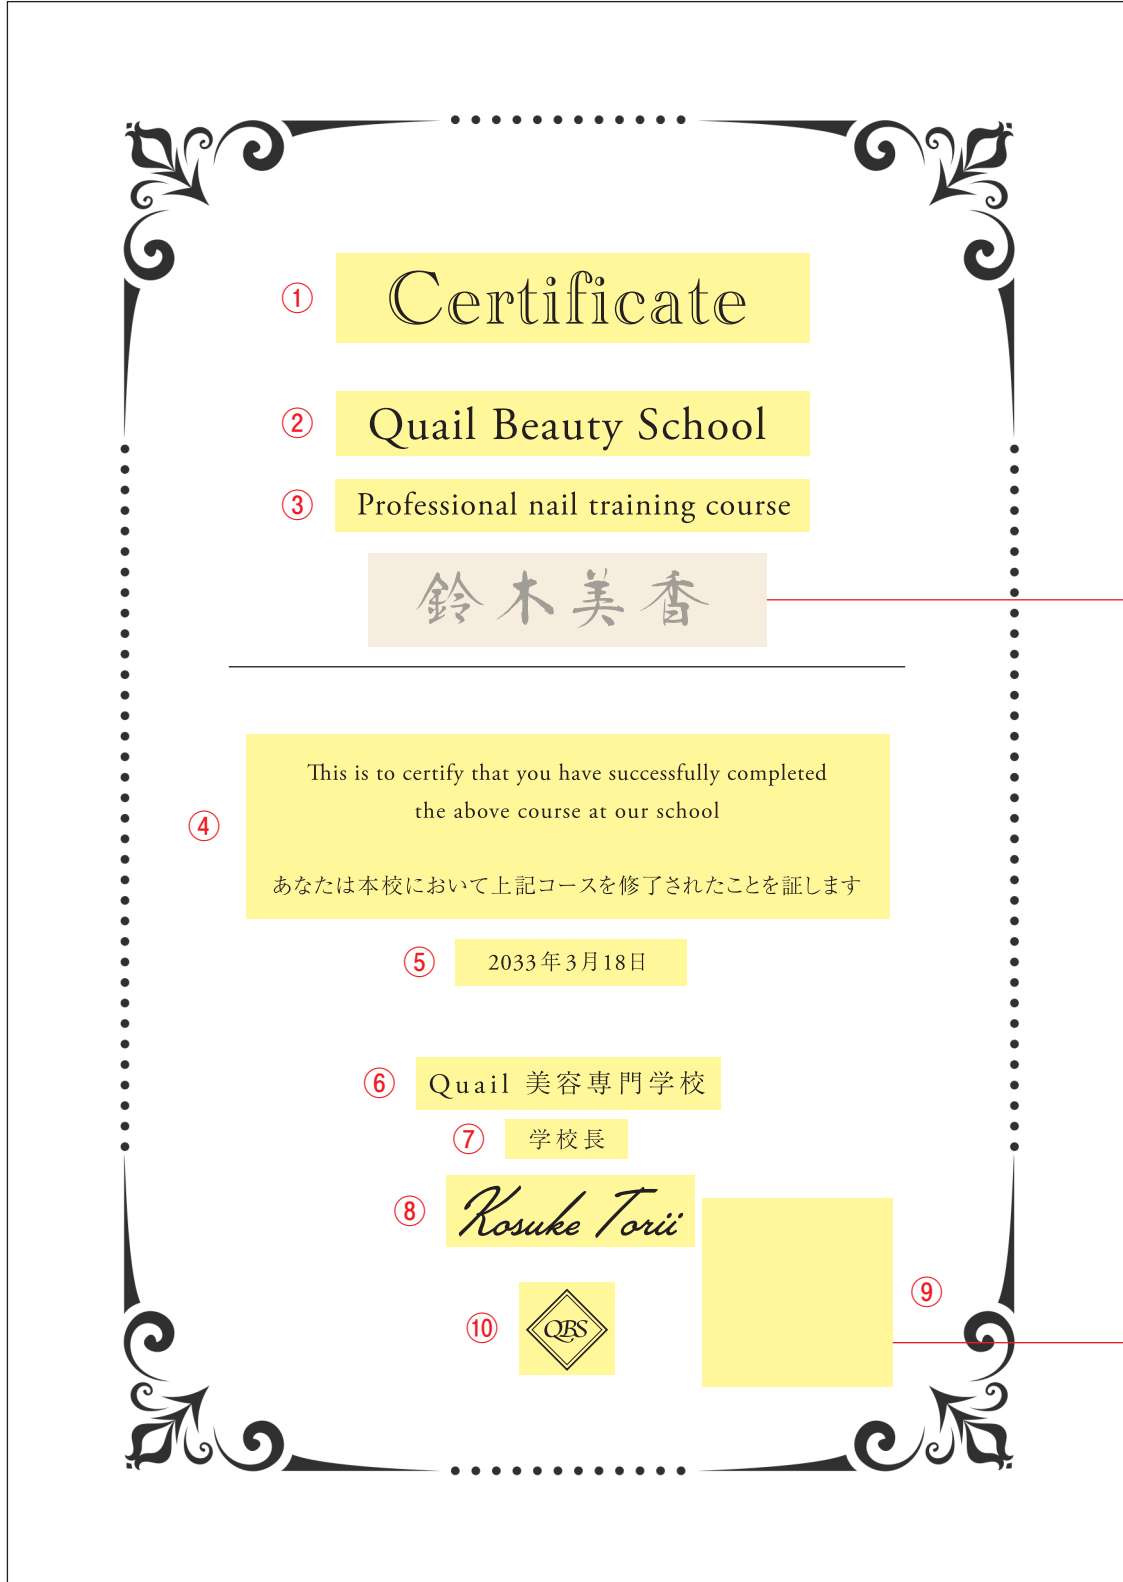 ① Certificate
② Quail Beauty School
③ Professional nail training course
鈴木美香
④ This is to certify that you have successfully completed
the above course at our school
あなたは本校において上記コースを修了されたことを証します
⑤ 2033年3月18日
⑥ Quail 美容専門学校
⑦ 学校長
⑧ Kosuke Torii
⑨
⑩ QBS